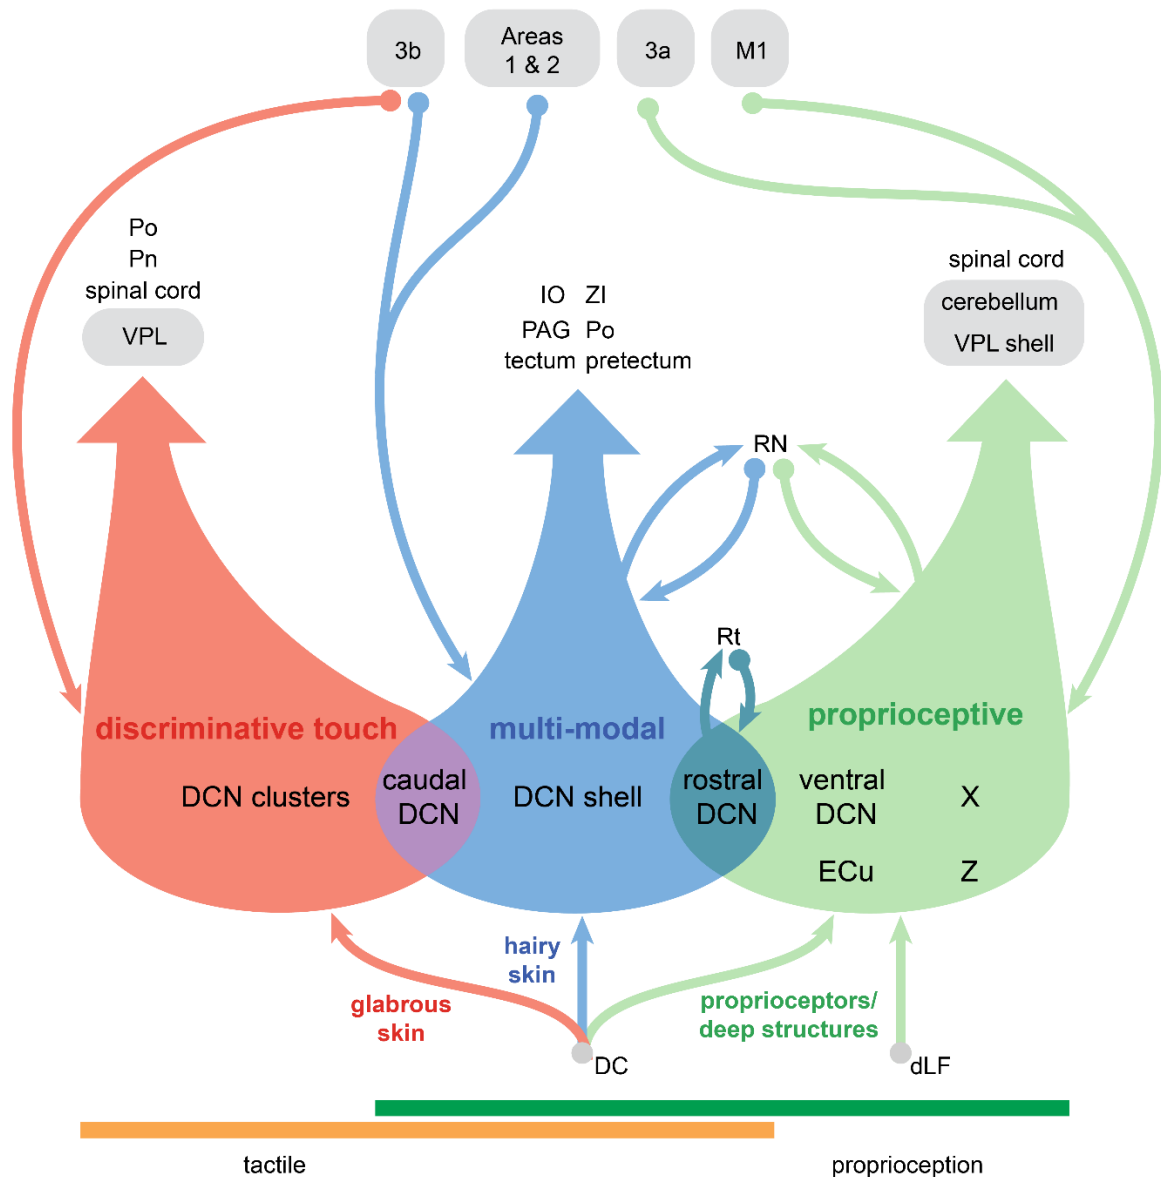 3b
Areas
1 & 2
3a
M1
Po
Pn
spinal cord
VPL
IO ZI
PAG Po
tectum pretectum
spinal cord
cerebellum
VPL shell
RN
Rt
discriminative touch
multi-modal
proprioceptive
DCN clusters
caudal
DCN
DCN shell
rostral
DCN
ventral
DCN
X
ECu
Z
hairy
skin
glabrous
skin
proprioceptors/
deep structures
DC
dLF
tactile
proprioception